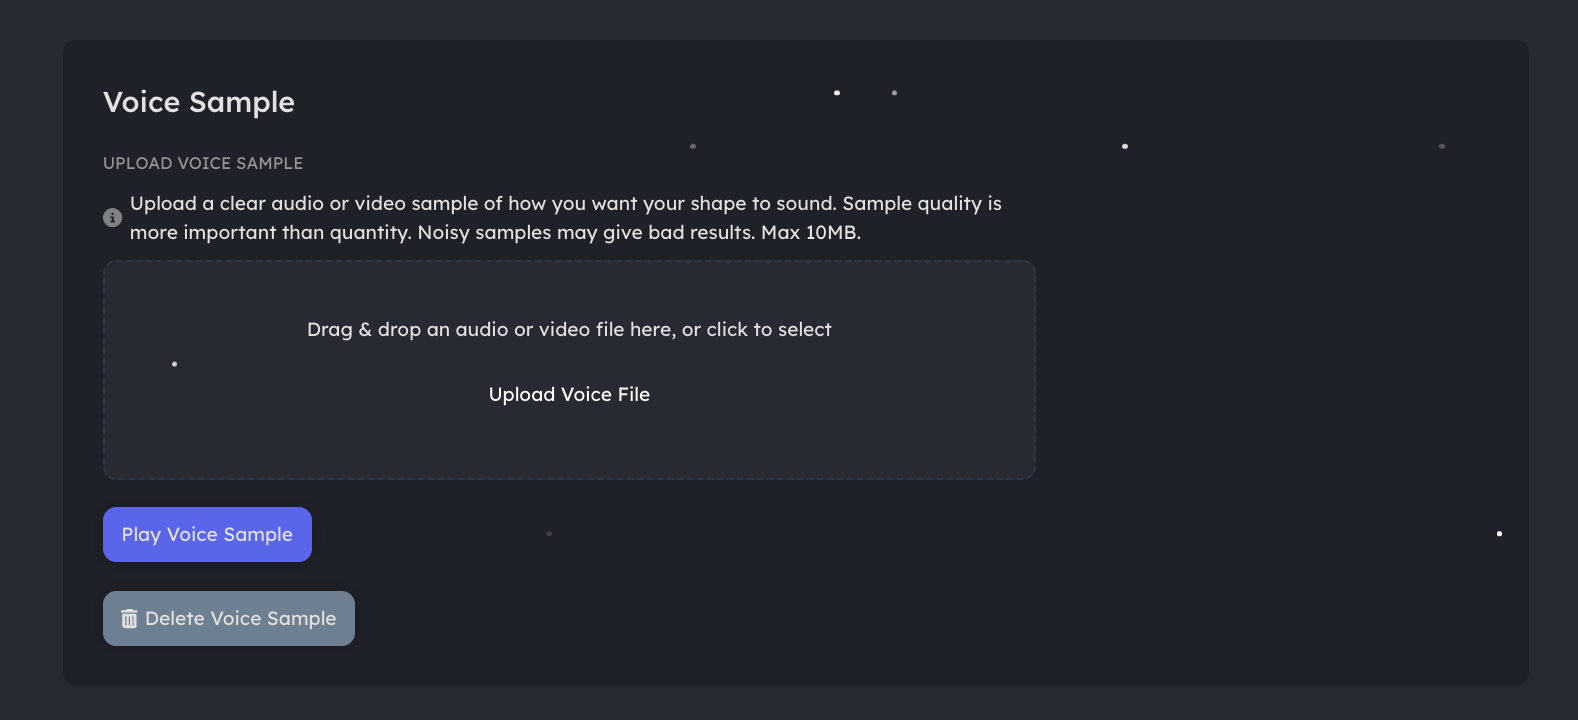 Voice Sample
UPLOAD VOICE SAMPLE
Upload a clear audio or video sample of how you want your shape to sound. Sample quality is
more important than quantity. Noisy samples may give bad results. Max 10MB.
Drag & drop an audio or video file here, or click to select
Upload Voice File
Play Voice Sample
Delete Voice Sample